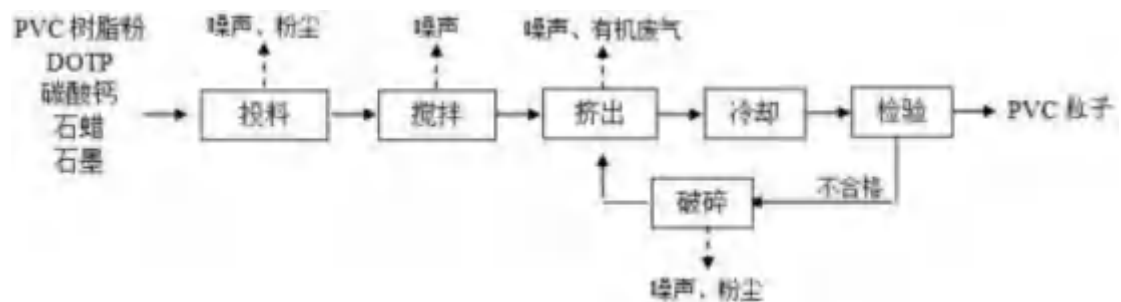 PVC 树脂粉
DOTP
碳酸钙
石蜡
石墨
噪声、粉尘
噪声
噪声、有机废气
投料
搅拌
挤出
冷却
检验
PVC 粒子
不合格
破碎
噪声、粉尘